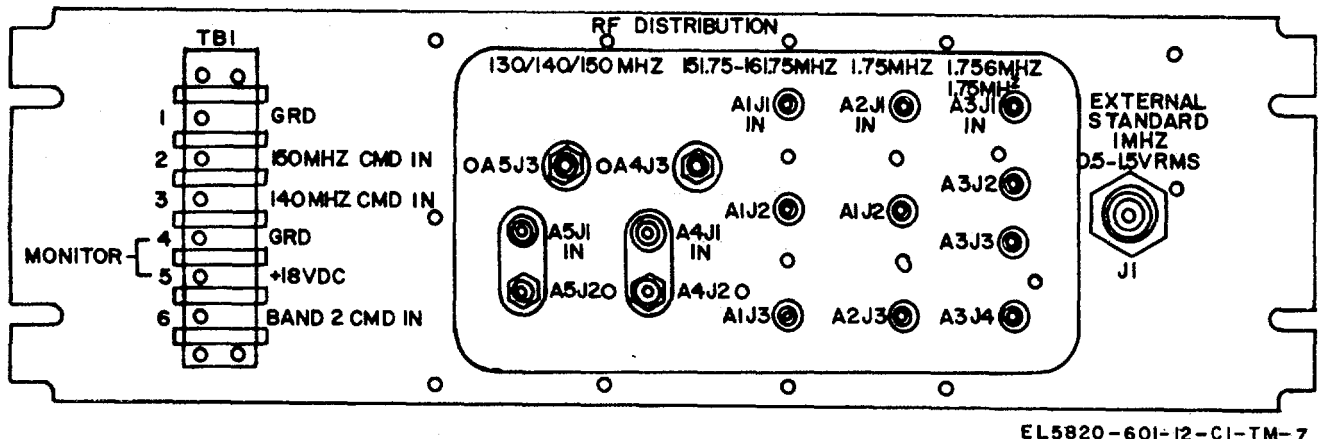 RF DISTRIBUTION
TB1
130/140/150 MHZ 151.75-161.75MHZ 1.75MHZ 1.756MHZ
1.75MHZ
A1J1 A2J1 A3J1
IN IN IN
EXTERNAL
STANDARD
1MHZ
0.5-1.5VRMS
1 GRD
2 150MHZ CMD IN
3 140MHZ CMD IN
4 GRD
MONITOR
5 +18VDC
6 BAND 2 CMD IN
A5J3 A4J3
A3J2
A1J2 A1J2
A5J1 A4J1
IN IN
A3J3
J1
A5J2 A4J2
A1J3 A2J3 A3J4
EL5820-601-12-C1-TM-7